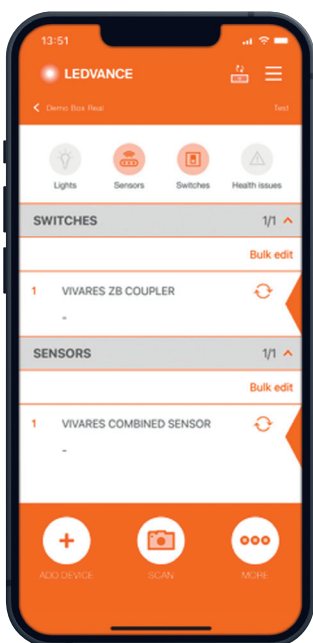 13:51
LEDVANCE
Demo Box Real Test
Lights Sensors Switches Health issues
SWITCHES 1/1
Bulk edit
1 VIVARES ZB COUPLER
-
SENSORS 1/1
Bulk edit
1 VIVARES COMBINED SENSOR
-
ADD DEVICE SCAN MORE